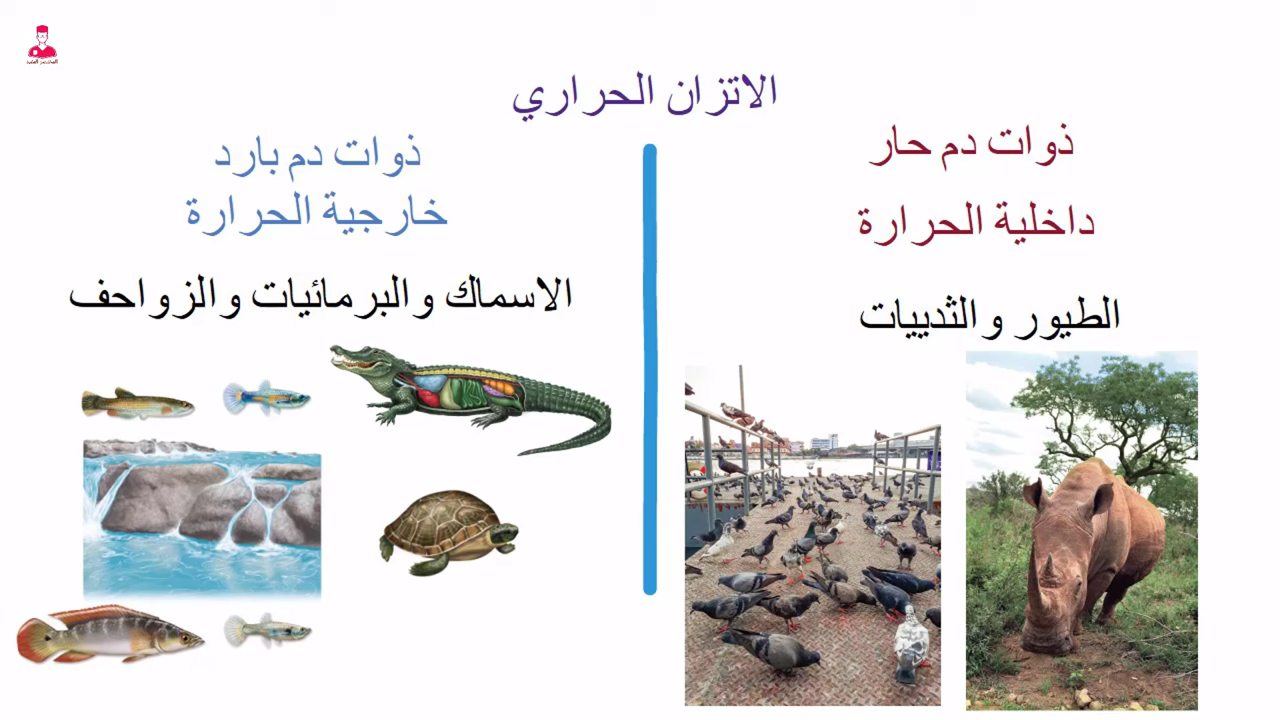 الاتزان الحراري
ذوات دم حار
داخلية الحرارة
الطيور والثدييات
ذوات دم بارد
خارجية الحرارة
الاسماك والبرمائيات والزواحف